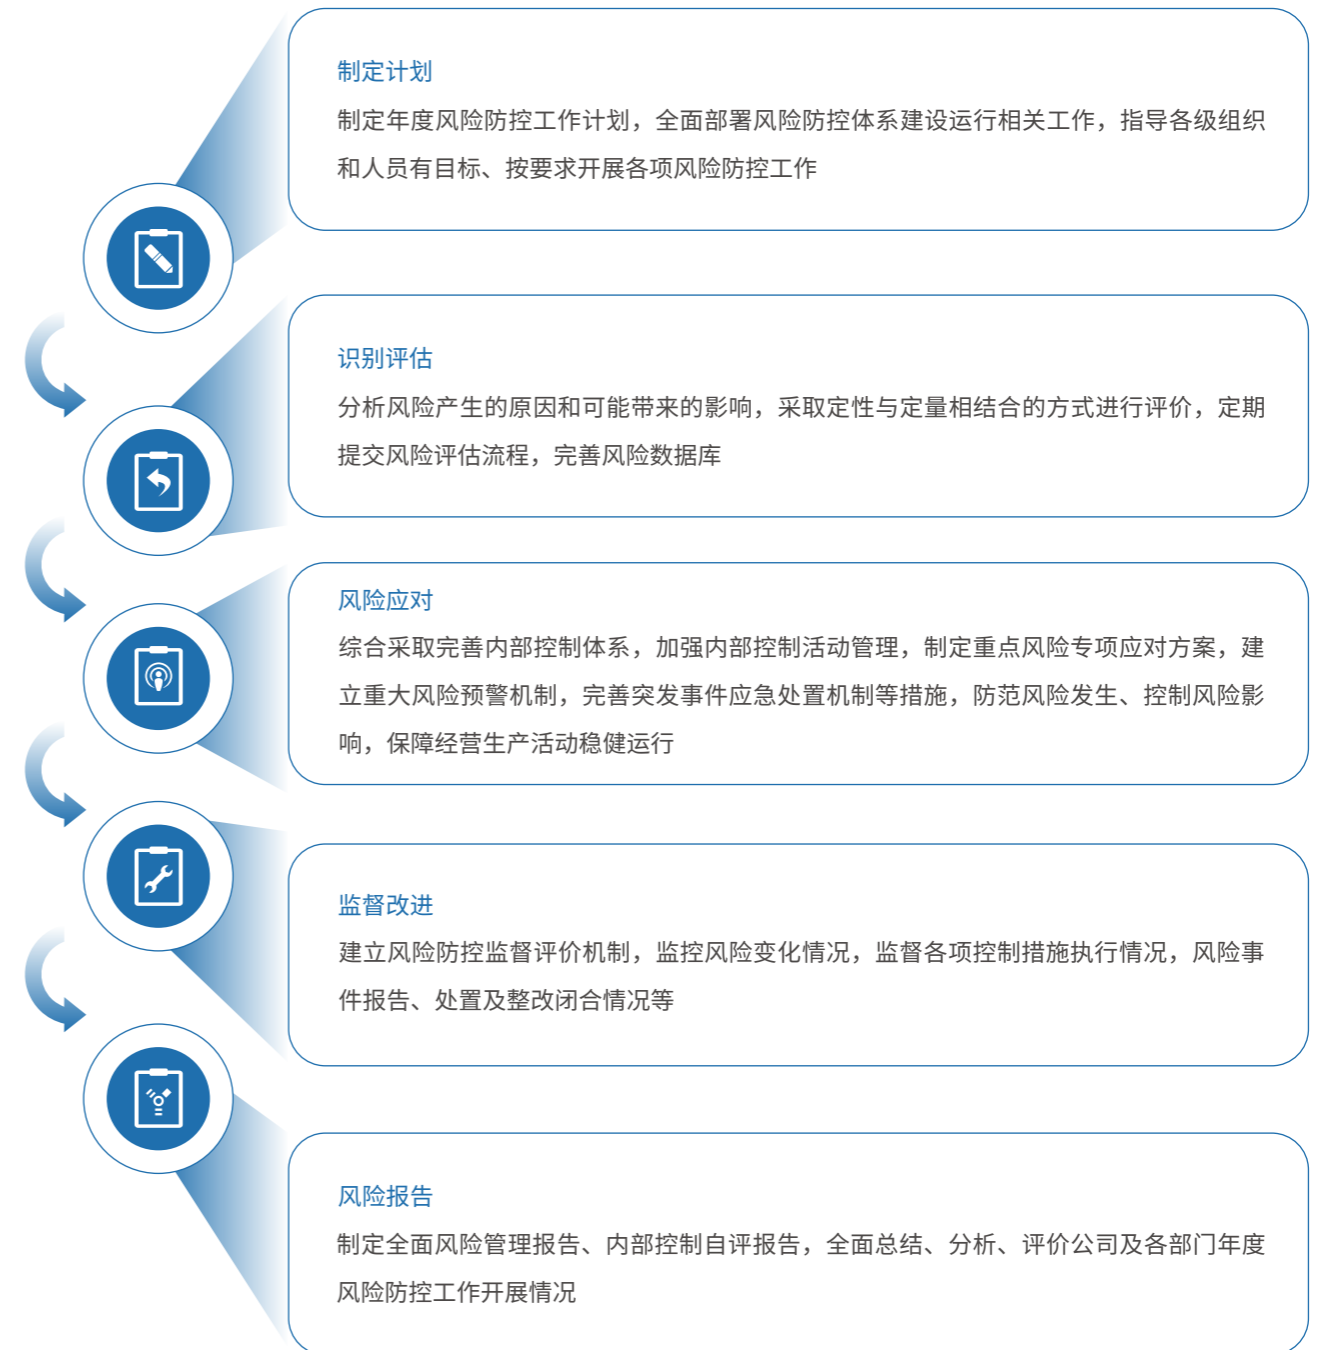 制定计划
制定年度风险防控工作计划，全面部署风险防控体系建设运行相关工作，指导各级组织
和人员有目标、按要求开展各项风险防控工作
识别评估
分析风险产生的原因和可能带来的影响，采取定性与定量相结合的方式进行评价，定期
提交风险评估流程，完善风险数据库
风险应对
综合采取完善内部控制体系，加强内部控制活动管理，制定重点风险专项应对方案，建
立重大风险预警机制，完善突发事件应急处置机制等措施，防范风险发生、控制风险影
响，保障经营生产活动稳健运行
监督改进
建立风险防控监督评价机制，监控风险变化情况，监督各项控制措施执行情况，风险事
件报告、处置及整改闭合情况等
风险报告
制定全面风险管理报告、内部控制自评报告，全面总结、分析、评价公司及各部门年度
风险防控工作开展情况